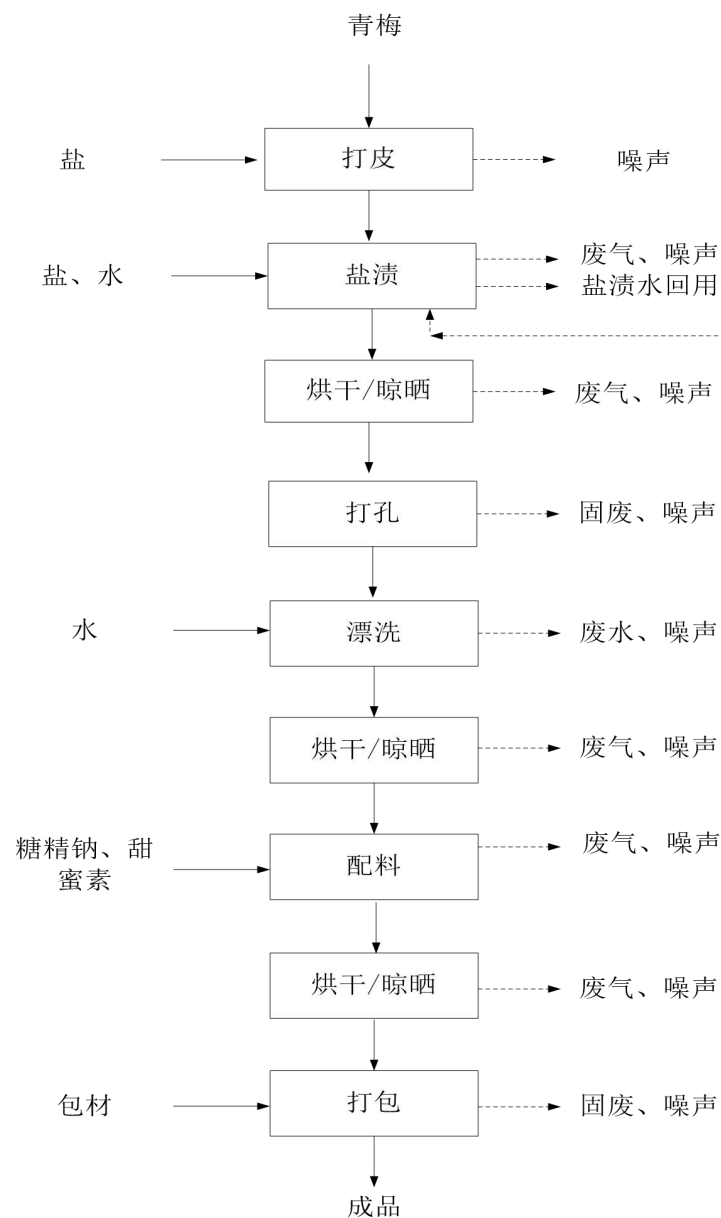 青梅
盐
打皮
噪声
盐、水
盐渍
废气、噪声
盐渍水回用
烘干/晾晒
废气、噪声
打孔
固废、噪声
水
漂洗
废水、噪声
烘干/晾晒
废气、噪声
糖精钠、甜
蜜素
配料
废气、噪声
烘干/晾晒
废气、噪声
包材
打包
固废、噪声
成品